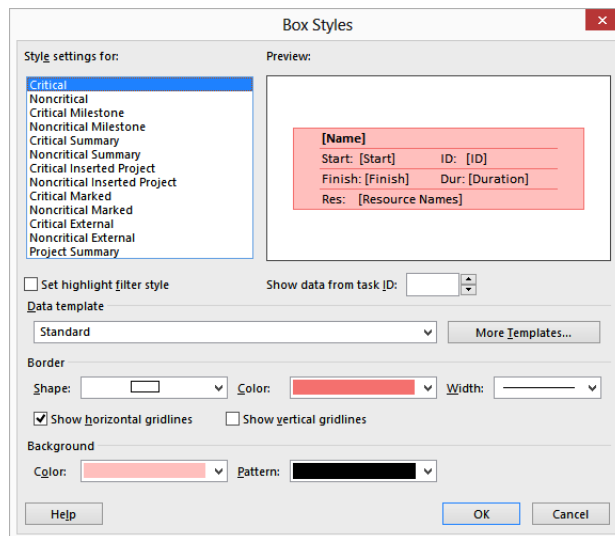 Box Styles
Style settings for:
Preview:
Critical
Noncritical
Critical Milestone
Noncritical Milestone
Critical Summary
Noncritical Summary
Critical Inserted Project
Noncritical Inserted Project
Critical Marked
Noncritical Marked
Critical External
Noncritical External
Project Summary
[Name]
Start: [Start] ID: [ID]
Finish: [Finish] Dur: [Duration]
Res: [Resource Names]
Set highlight filter style
Show data from task ID:
Data template
Standard
More Templates...
Border
Shape:
Color:
Width:
Show horizontal gridlines
Show vertical gridlines
Background
Color:
Pattern:
Help
OK
Cancel